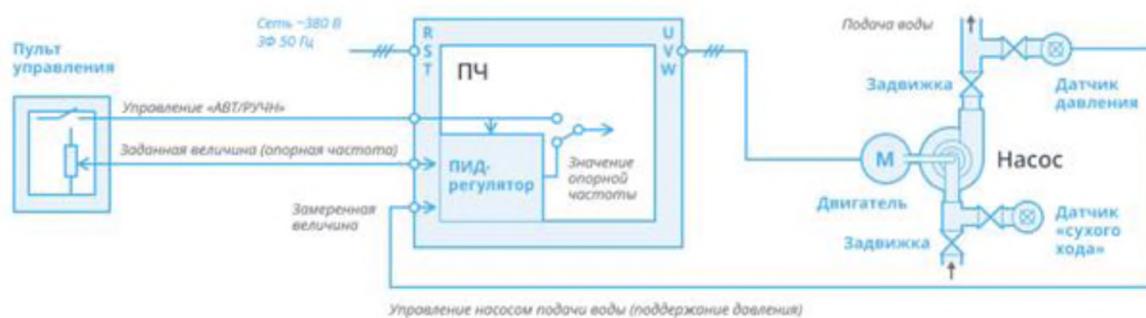 Сеть ~380 В
3Ф 50 Гц
Пульт
управления
R
S
T
ПЧ
U
V
W
Подача воды
Задвижка
Датчик
давления
Управление «АВТ/РУЧН»
Заданная величина (опорная частота)
ПИД-
регулятор
Значение
опорной
частоты
М
Насос
Двигатель
Замеренная
величина
Задвижка
Датчик
«сухого
хода»
Управление насосом подачи воды (поддержание давления)